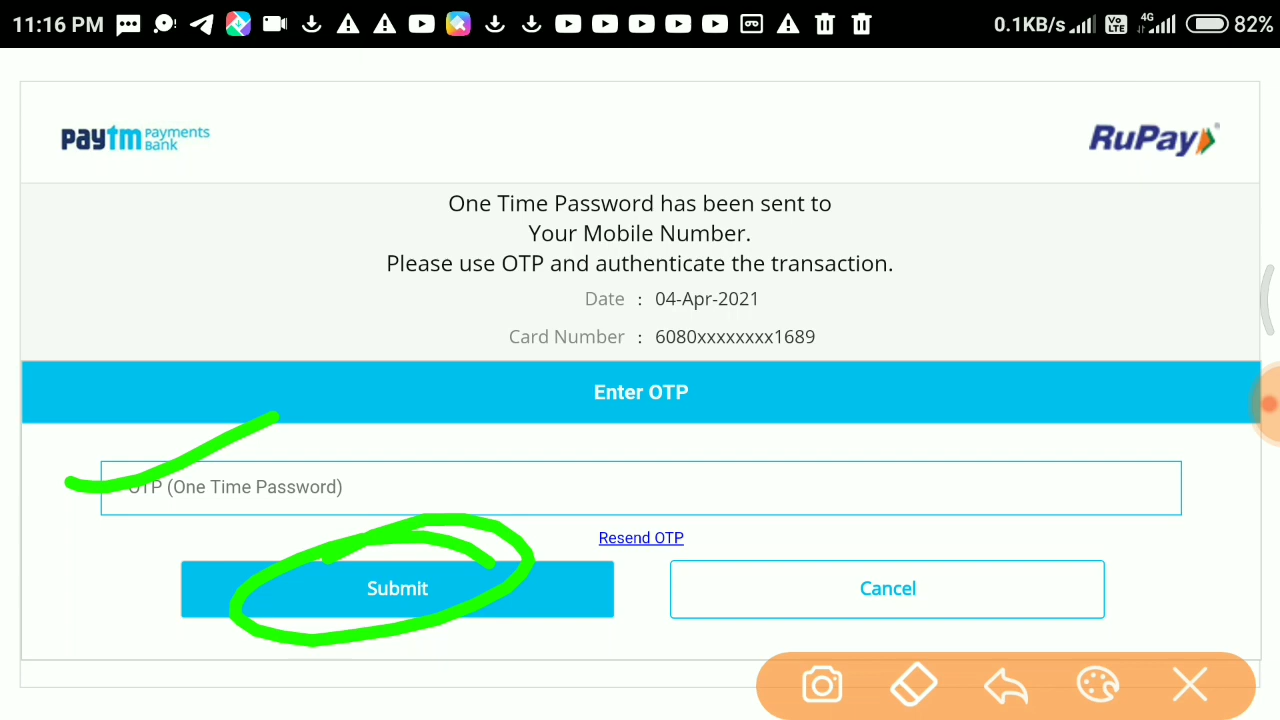 11:16 PM 0.1KB/s Vo LTE 4G 82%
paytm Payments Bank
RuPay
One Time Password has been sent to
Your Mobile Number.
Please use OTP and authenticate the transaction.
Date : 04-Apr-2021
Card Number : 6080xxxxxxxx1689
Enter OTP
OTP (One Time Password)
Resend OTP
Submit Cancel